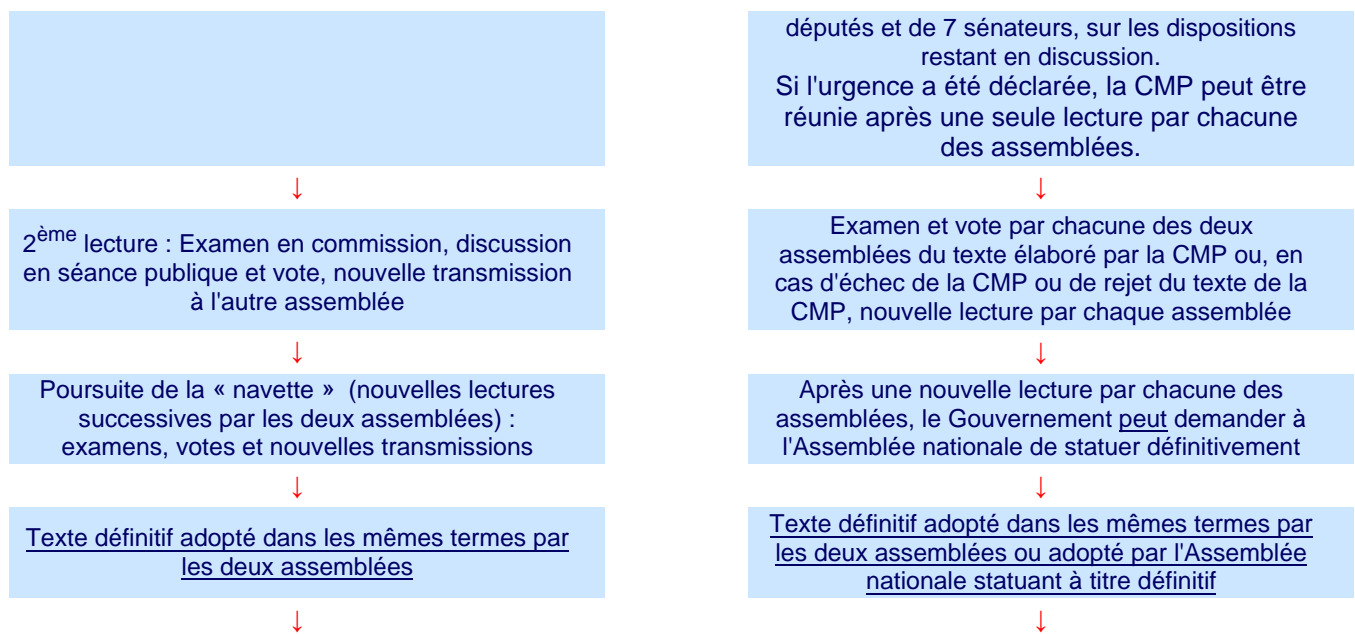 députés et de 7 sénateurs, sur les dispositions
restant en discussion.
Si l'urgence a été déclarée, la CMP peut être
réunie après une seule lecture par chacune
des assemblées.
↓
↓
2ème lecture : Examen en commission, discussion
en séance publique et vote, nouvelle transmission
à l'autre assemblée
Examen et vote par chacune des deux
assemblées du texte élaboré par la CMP ou, en
cas d'échec de la CMP ou de rejet du texte de la
CMP, nouvelle lecture par chaque assemblée
↓
↓
Poursuite de la « navette » (nouvelles lectures
successives par les deux assemblées) :
examens, votes et nouvelles transmissions
Après une nouvelle lecture par chacune des
assemblées, le Gouvernement peut demander à
l'Assemblée nationale de statuer définitivement
↓
↓
Texte définitif adopté dans les mêmes termes par
les deux assemblées
Texte définitif adopté dans les mêmes termes par
les deux assemblées ou adopté par l'Assemblée
nationale statuant à titre définitif
↓
↓